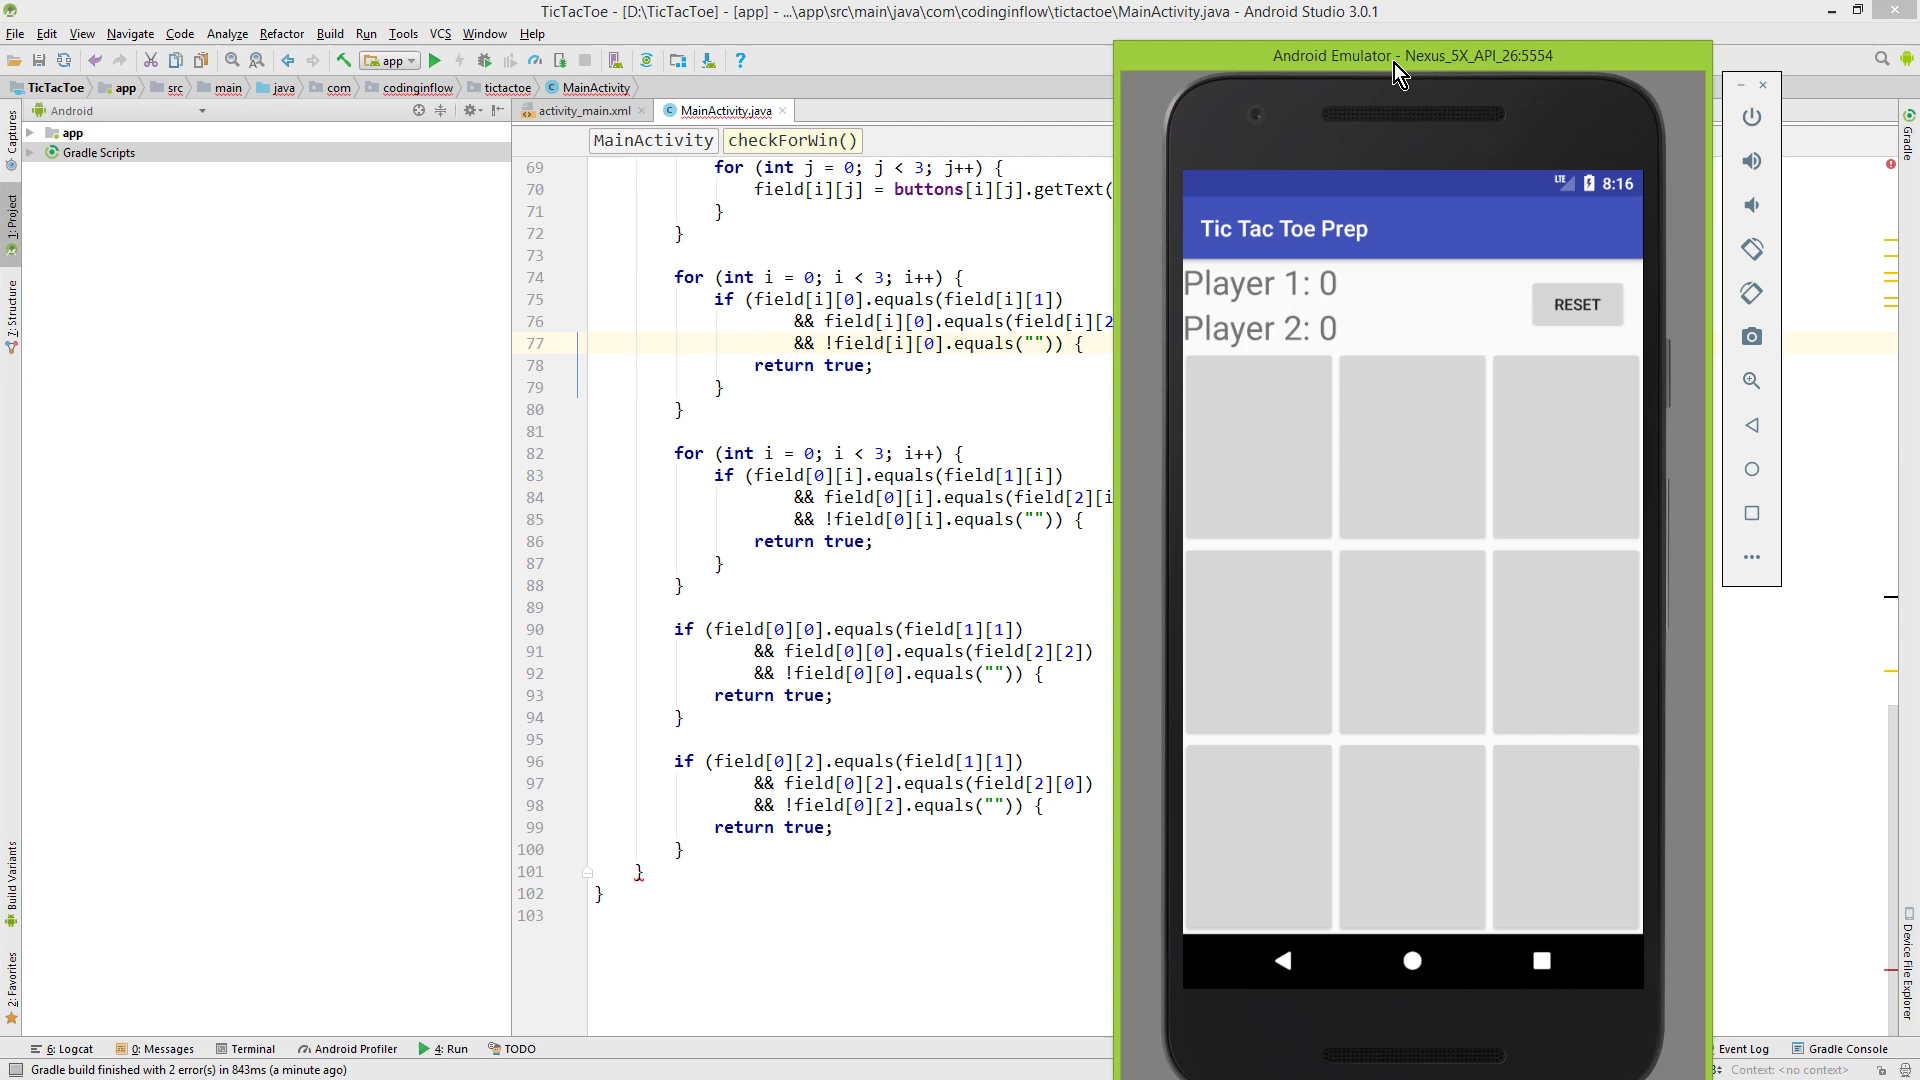 TicTacToe - [D:\TicTacToe] - [app] - ...\app\src\main\java\com\codinginflow\tictactoe\MainActivity.java - Android Studio 3.0.1
File Edit View Navigate Code Analyze Refactor Build Run Tools VCS Window Help
app
TicTacToe app src main java com codinginflow tictactoe MainActivity
Android
activity_main.xml
MainActivity.java
app
Gradle Scripts
MainActivity checkForWin()
69 for (int j = 0; j < 3; j++) {
70 field[i][j] = buttons[i][j].getText(
71 }
72 }
73
74 for (int i = 0; i < 3; i++) {
75 if (field[i][0].equals(field[i][1])
76 && field[i][0].equals(field[i][2
77 && !field[i][0].equals("")) {
78 return true;
79 }
80 }
81
82 for (int i = 0; i < 3; i++) {
83 if (field[0][i].equals(field[1][i])
84 && field[0][i].equals(field[2][i
85 && !field[0][i].equals("")) {
86 return true;
87 }
88 }
89
90 if (field[0][0].equals(field[1][1])
91 && field[0][0].equals(field[2][2])
92 && !field[0][0].equals("")) {
93 return true;
94 }
95
96 if (field[0][2].equals(field[1][1])
97 && field[0][2].equals(field[2][0])
98 && !field[0][2].equals("")) {
99 return true;
100 }
101 }
102 }
103
Android Emulator - Nexus_5X_API_26:5554
LTE 8:16
Tic Tac Toe Prep
Player 1: 0
Player 2: 0
RESET
Captures
1: Project
7: Structure
Build Variants
2: Favorites
Gradle
Device File Explorer
6: Logcat 0: Messages Terminal Android Profiler 4: Run TODO
Event Log Gradle Console
Gradle build finished with 2 error(s) in 843ms (a minute ago)
Context: <no context>